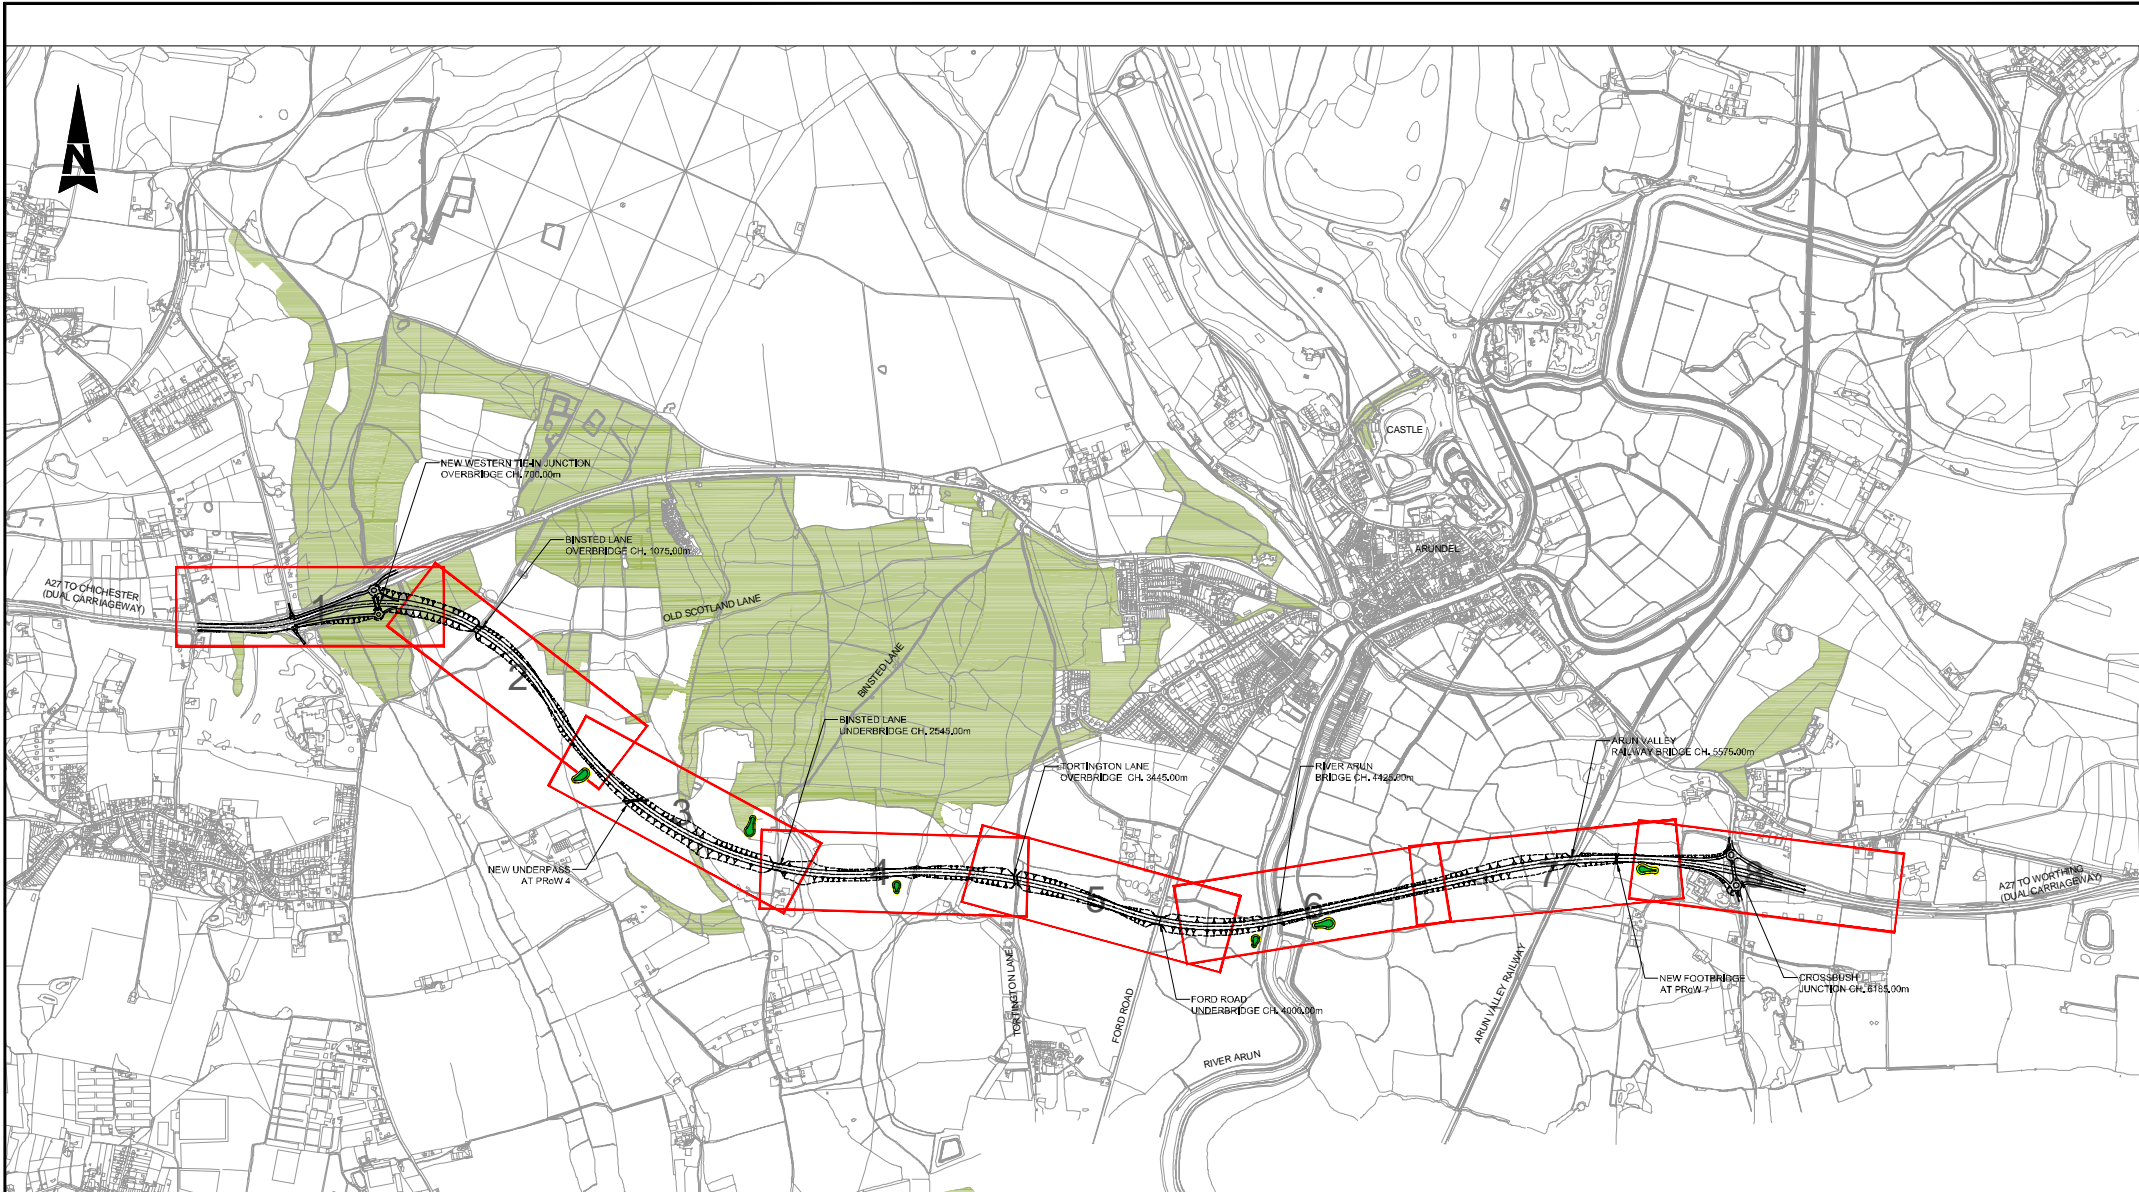 N
CASTLE
NEW WESTERN TIE-IN JUNCTION
OVERBRIDGE CH. 700.00m
BINSTED LANE
OVERBRIDGE CH. 1075.00m
ARUNDEL
A27 TO CHICHESTER
(DUAL CARRIAGEWAY)
1
OLD SCOTLAND LANE
2
BINSTED LANE
BINSTED LANE
UNDERBRIDGE CH. 2545.00m
TORTINGTON LANE
OVERBRIDGE CH. 3445.00m
RIVER ARUN
BRIDGE CH. 4425.00m
ARUN VALLEY
RAILWAY BRIDGE CH. 5575.00m
3
NEW UNDERPASS
AT PRoW 4
4
5
6
7
8
A27 TO WORTHING
(DUAL CARRIAGEWAY)
TORTINGTON LANE
FORD ROAD
FORD ROAD
UNDERBRIDGE CH. 4000.00m
RIVER ARUN
ARUN VALLEY RAILWAY
NEW FOOTBRIDGE
AT PRoW 7
CROSSBUSH
JUNCTION CH. 6185.00m